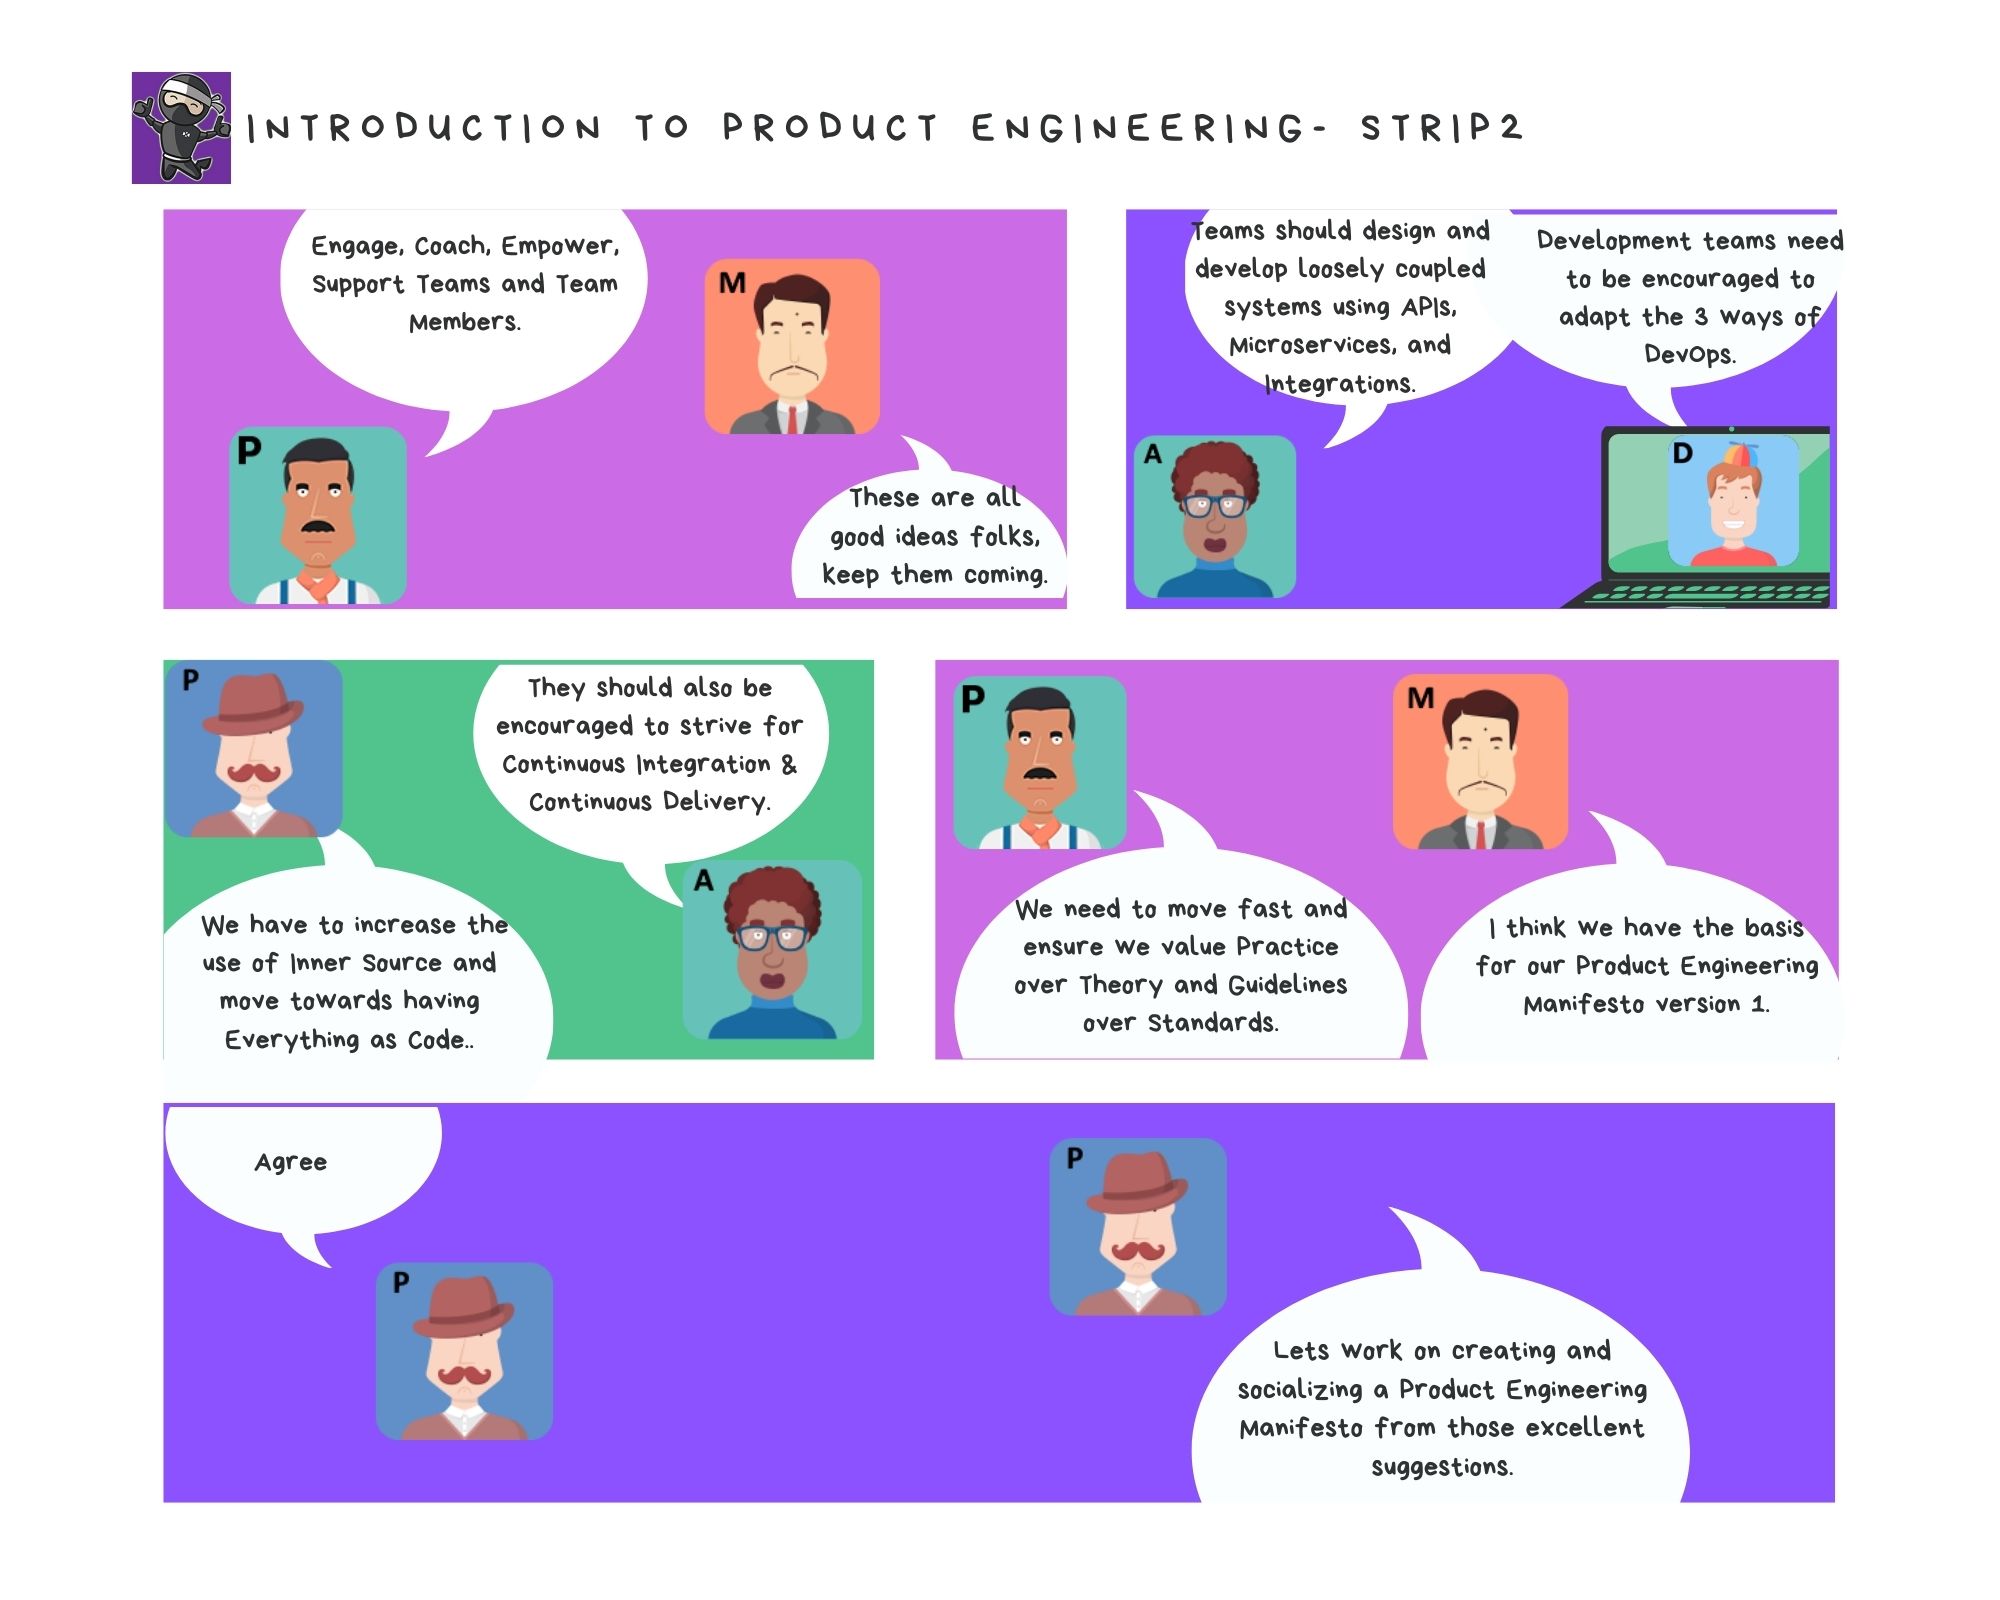 INTRODUCTION TO PRODUCT ENGINEERING- STRIP2
Engage, Coach, Empower,
Support Teams and Team
Members.
M
P
These are all
good ideas folks,
keep them coming.
Teams should design and
develop loosely coupled
systems using APIs,
Microservices, and
Integrations.
Development teams need
to be encouraged to
adapt the 3 ways of
DevOps.
A
D
P
They should also be
encouraged to strive for
Continuous Integration &
Continuous Delivery.
A
We have to increase the
use of Inner Source and
move towards having
Everything as Code..
P
M
We need to move fast and
ensure we value Practice
over Theory and Guidelines
over Standards.
I think we have the basis
for our Product Engineering
Manifesto version 1.
Agree
P
P
Lets work on creating and
socializing a Product Engineering
Manifesto from those excellent
suggestions.